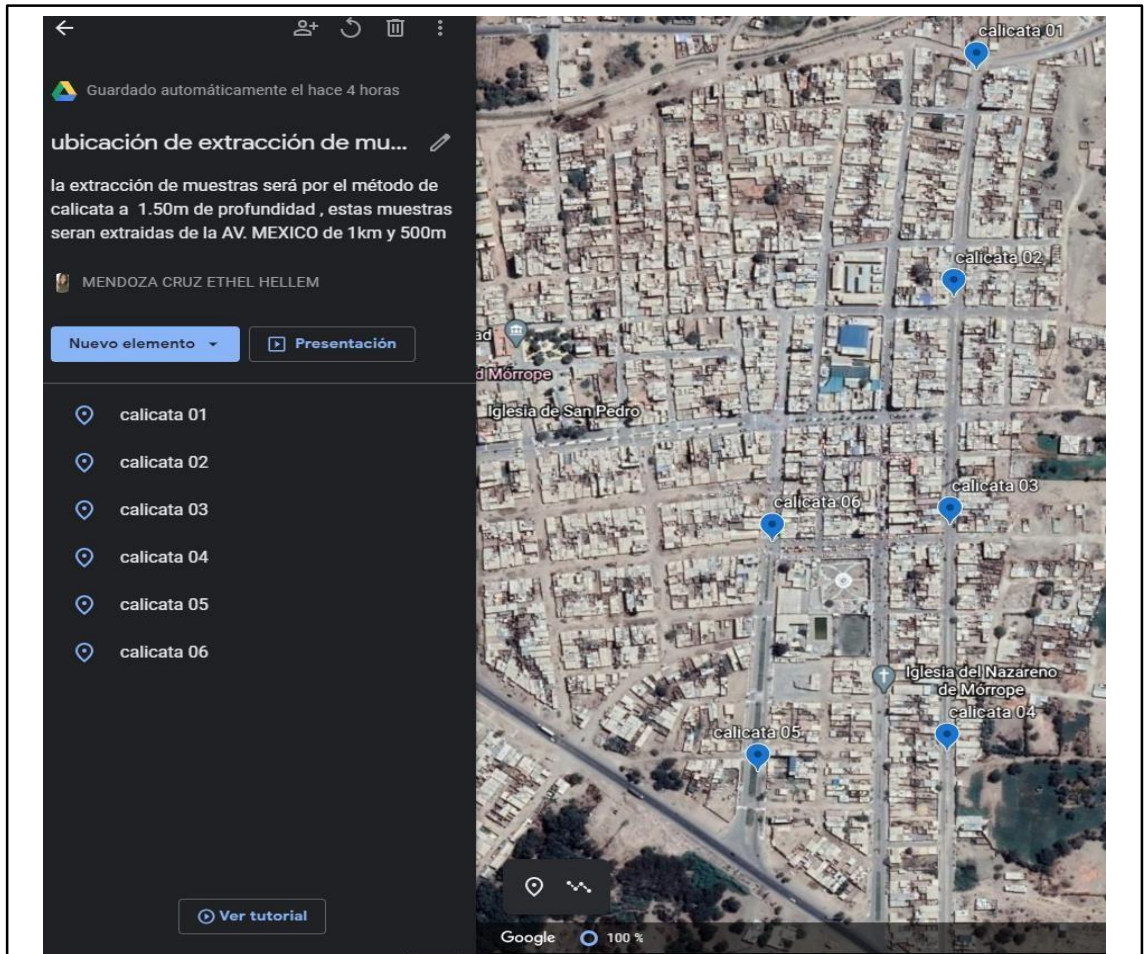 Guardado automáticamente el hace 4 horas
ubicación de extracción de mu...
la extracción de muestras será por el método de
calicata a 1.50m de profundidad , estas muestras
seran extraidas de la AV. MEXICO de 1km y 500m
MENDOZA CRUZ ETHEL HELLEM
Nuevo elemento
Presentación
calicata 01
calicata 02
calicata 03
calicata 04
calicata 05
calicata 06
Ver tutorial
calicata 01
calicata 02
ad
d Mórrope
Iglesia de San Pedro
calicata 03
calicata 06
Iglesia del Nazareno
de Mórrope
calicata 04
calicata 05
Google
100 %